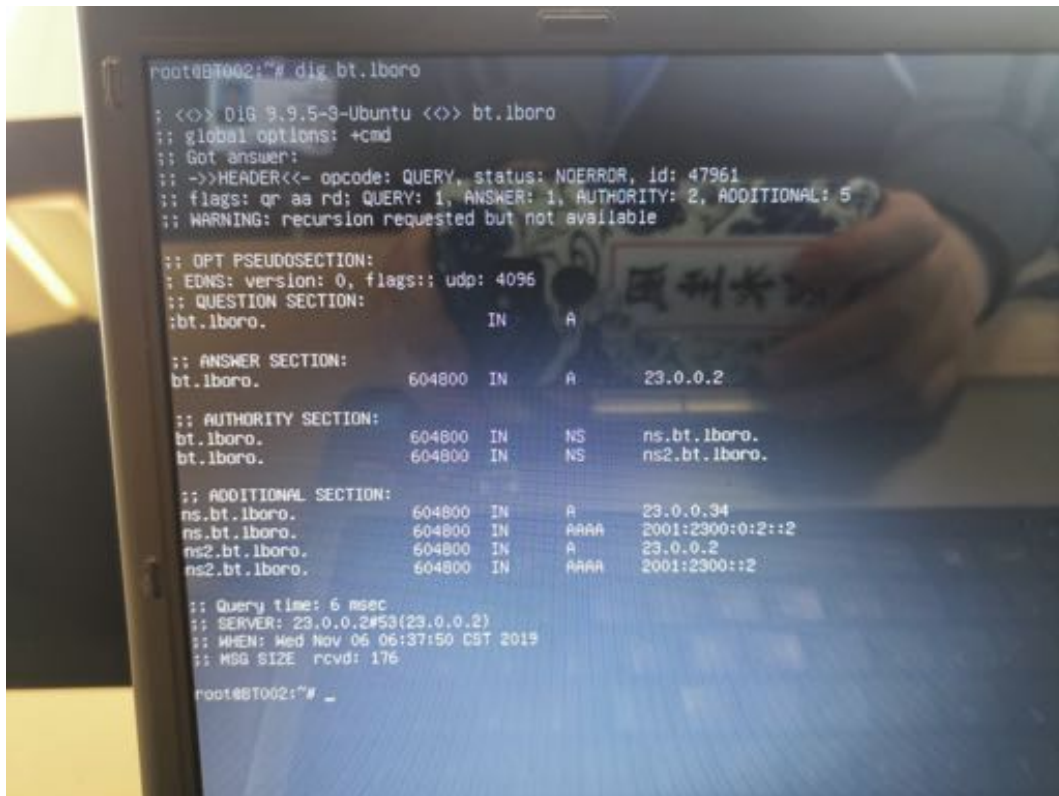 root@BT002:~# dig bt.lboro
; <<>> DiG 9.9.5-3-Ubuntu <<>> bt.lboro
;; global options: +cmd
;; Got answer:
;; ->>HEADER<<- opcode: QUERY, status: NOERROR, id: 47961
;; flags: qr aa rd; QUERY: 1, ANSWER: 1, AUTHORITY: 2, ADDITIONAL: 5
;; WARNING: recursion requested but not available
;; OPT PSEUDOSECTION:
; EDNS: version: 0, flags:; udp: 4096
;; QUESTION SECTION:
;bt.lboro. IN A
;; ANSWER SECTION:
bt.lboro. 604800 IN A 23.0.0.2
;; AUTHORITY SECTION:
bt.lboro. 604800 IN NS ns.bt.lboro.
bt.lboro. 604800 IN NS ns2.bt.lboro.
;; ADDITIONAL SECTION:
ns.bt.lboro. 604800 IN A 23.0.0.34
ns.bt.lboro. 604800 IN AAAA 2001:2300:0:2::2
ns2.bt.lboro. 604800 IN A 23.0.0.2
ns2.bt.lboro. 604800 IN AAAA 2001:2300::2
;; Query time: 6 msec
;; SERVER: 23.0.0.2#53(23.0.0.2)
;; WHEN: Wed Nov 06 06:37:50 CST 2019
;; MSG SIZE rcvd: 176
root@BT002:~# _